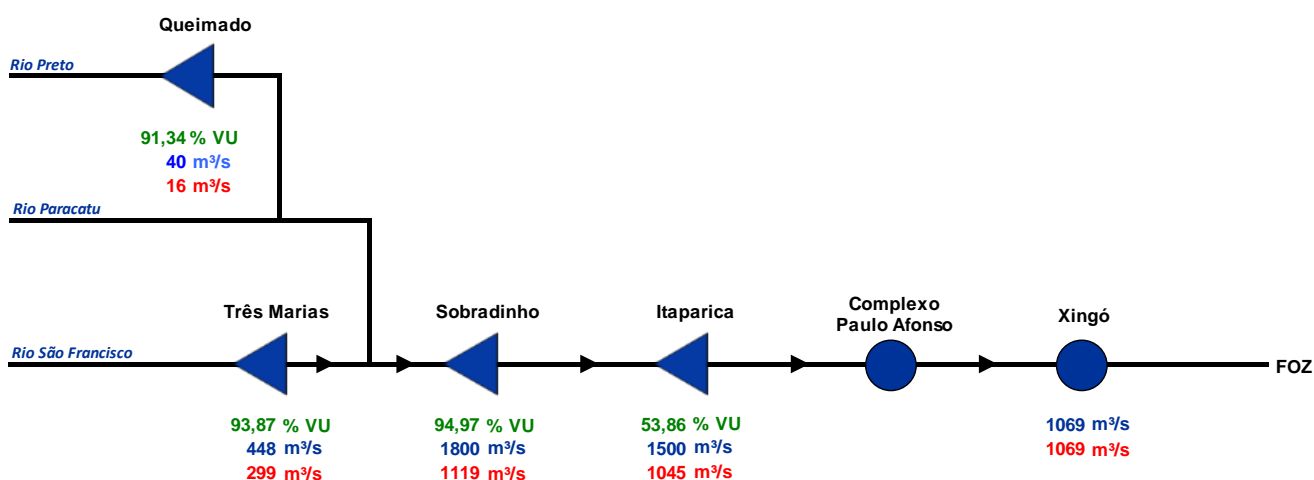 Queimado
Rio Preto
91,34 % VU
40 m³/s
16 m³/s
Rio Paracatu
Três Marias
Sobradinho
Itaparica
Complexo
Paulo Afonso
Xingó
Rio São Francisco
FOZ
93,87 % VU
448 m³/s
299 m³/s
94,97 % VU
1800 m³/s
1119 m³/s
53,86 % VU
1500 m³/s
1045 m³/s
1069 m³/s
1069 m³/s